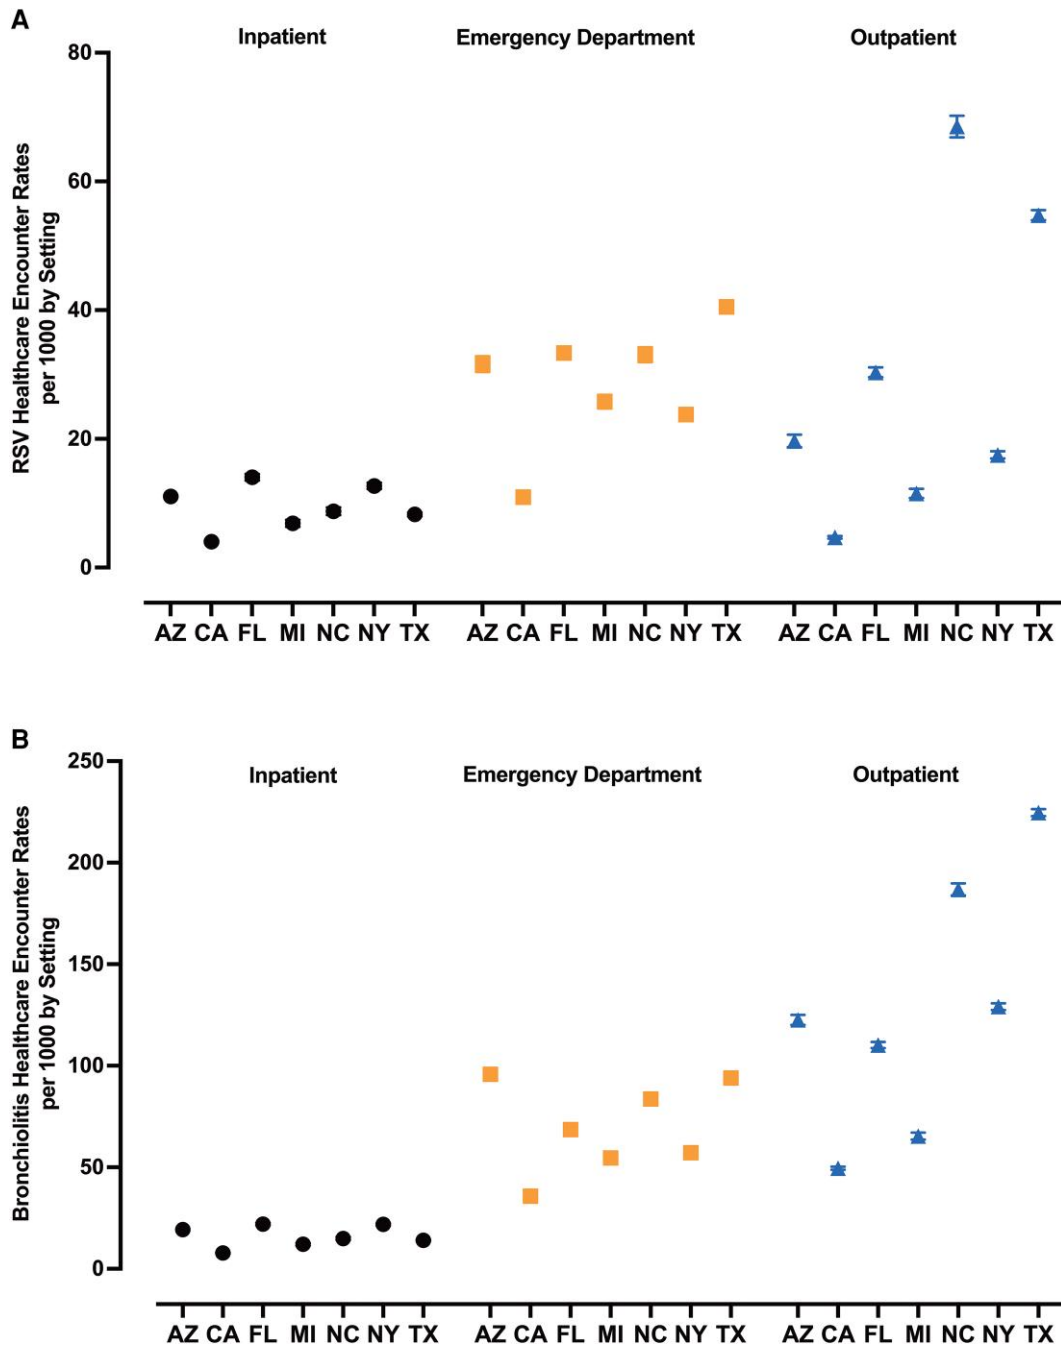 A
Inpatient Emergency Department Outpatient
RSV Healthcare Encounter Rates
per 1000 by Setting
80
60
40
20
0
AZ CA FL MI NC NY TX AZ CA FL MI NC NY TX AZ CA FL MI NC NY TX
B
Inpatient Emergency Department Outpatient
Bronchiolitis Healthcare Encounter Rates
per 1000 by Setting
250
200
150
100
50
0
AZ CA FL MI NC NY TX AZ CA FL MI NC NY TX AZ CA FL MI NC NY TX